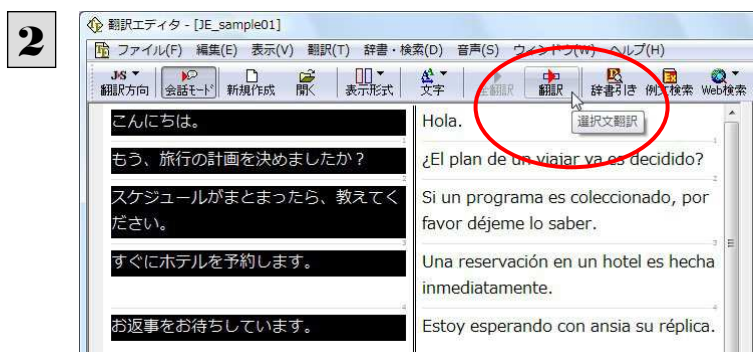 2
翻訳エディタ - [JE_sample01]
ファイル(F) 編集(E) 表示(V) 翻訳(T) 辞書・検索(D) 音声(S) ウィンドウ(W) ヘルプ(H)
J›S
翻訳方向 会話モード 新規作成 開く 表示形式 文字 全翻訳 翻訳 辞書引き 例文検索 Web検索
選択文翻訳
こんにちは。
Hola.
1
1
もう、旅行の計画を決めましたか？
¿El plan de un viajar ya es decidido?
2
2
スケジュールがまとまったら、教えてく
ださい。
Si un programa es coleccionado, por
favor déjeme lo saber.
3
3
すぐにホテルを予約します。
Una reservación en un hotel es hecha
inmediatamente.
4
4
お返事をお待ちしています。
Estoy esperando con ansia su réplica.